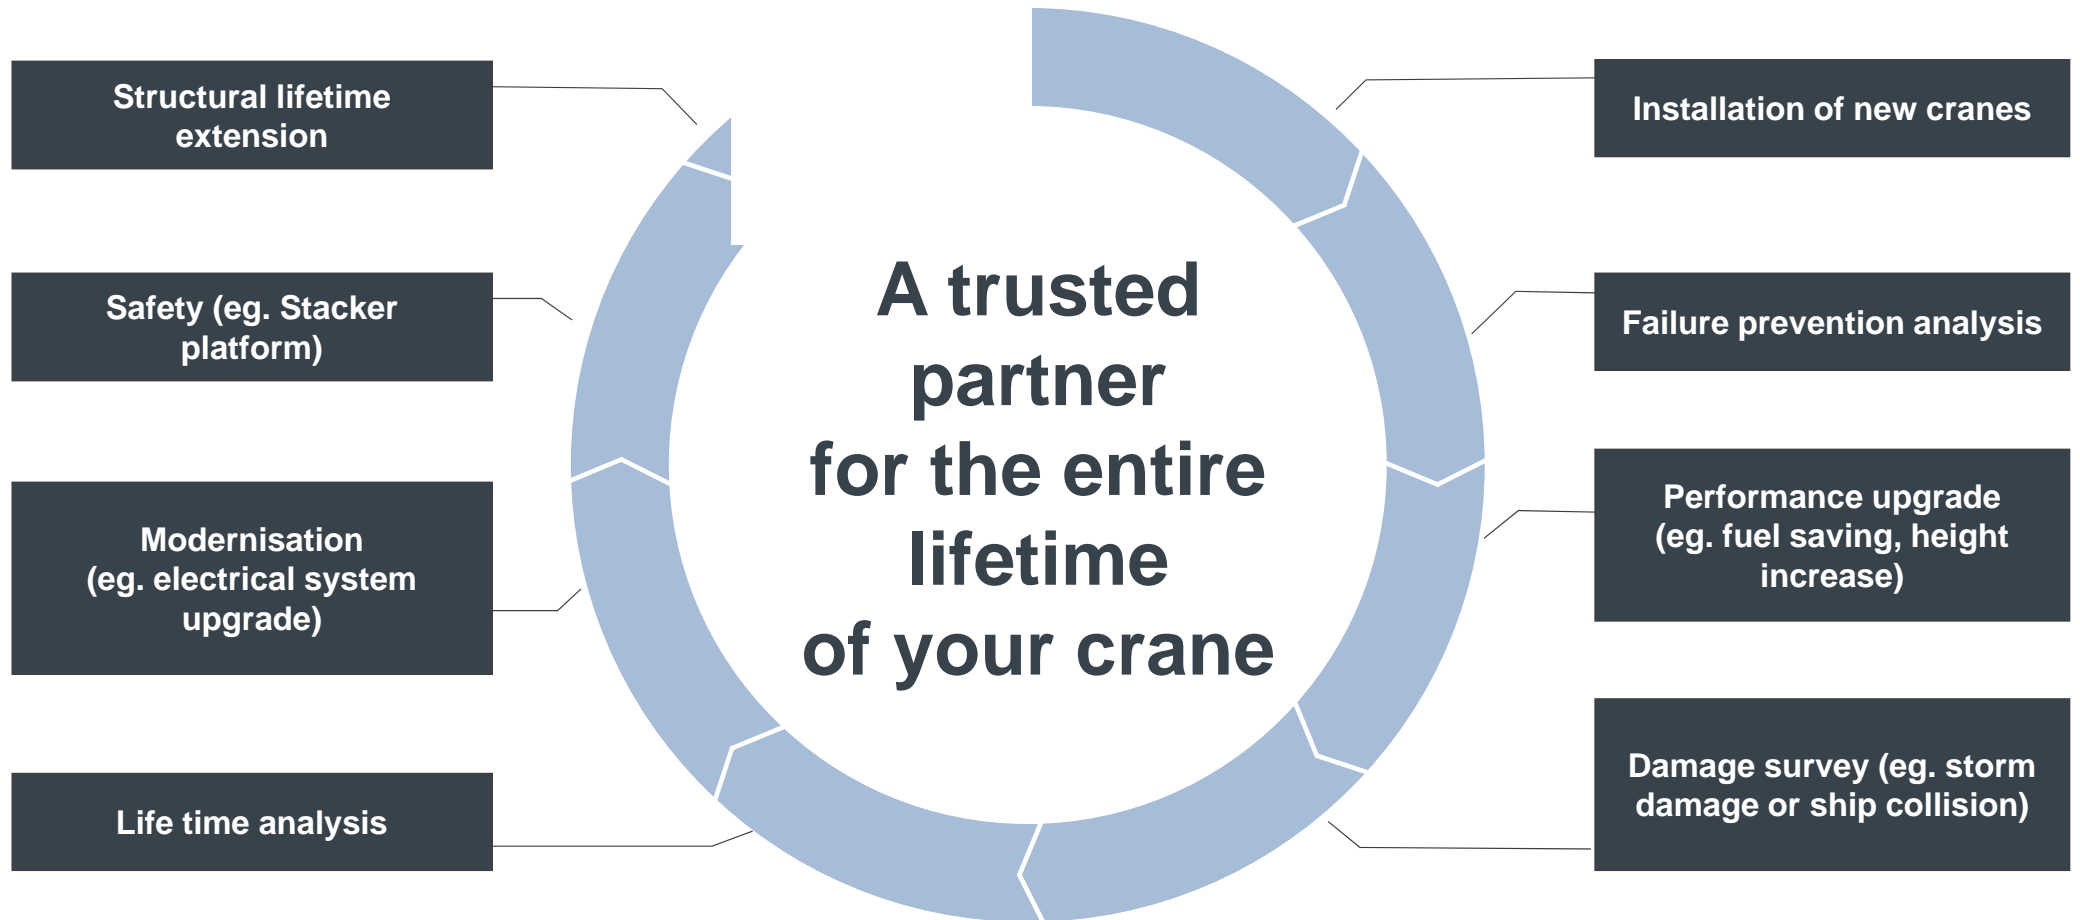 Structural lifetime
extension
Safety (eg. Stacker
platform)
Modernisation
(eg. electrical system
upgrade)
Life time analysis
A trusted
partner
for the entire
lifetime
of your crane
Installation of new cranes
Failure prevention analysis
Performance upgrade
(eg. fuel saving, height
increase)
Damage survey (eg. storm
damage or ship collision)